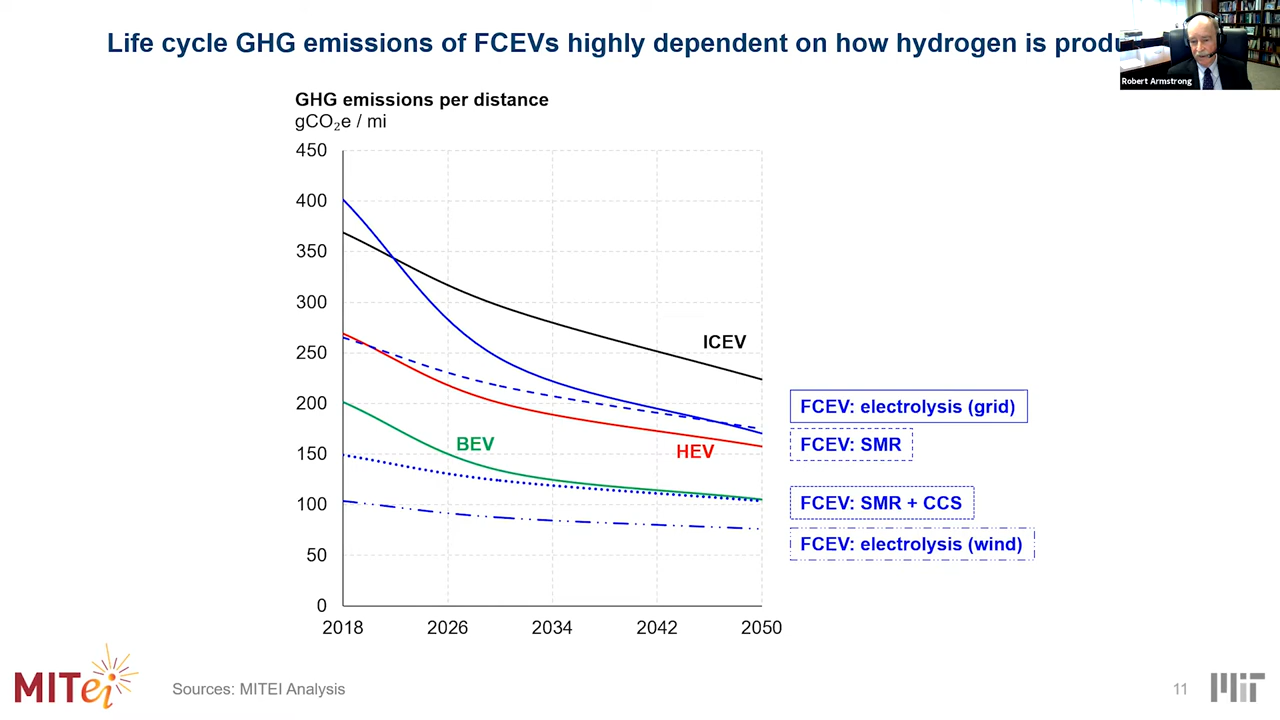 Life cycle GHG emissions of FCEVs highly dependent on how hydrogen is produ
Robert Armstrong
GHG emissions per distance
gCO₂e / mi
450
400
350
300
250
200
150
100
50
0
ICEV
BEV
HEV
FCEV: electrolysis (grid)
FCEV: SMR
FCEV: SMR + CCS
FCEV: electrolysis (wind)
2018 2026 2034 2042 2050
MITei
Sources: MITEI Analysis
11
MIT